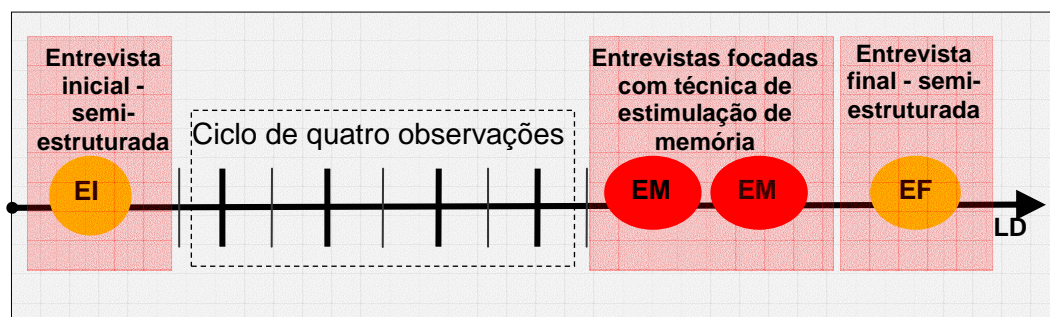 Entrevista
inicial -
semi-
estruturada
EI
Ciclo de quatro observações
Entrevistas focadas
com técnica de
estimulação de
memória
EM
EM
Entrevista
final - semi-
estruturada
EF
LD